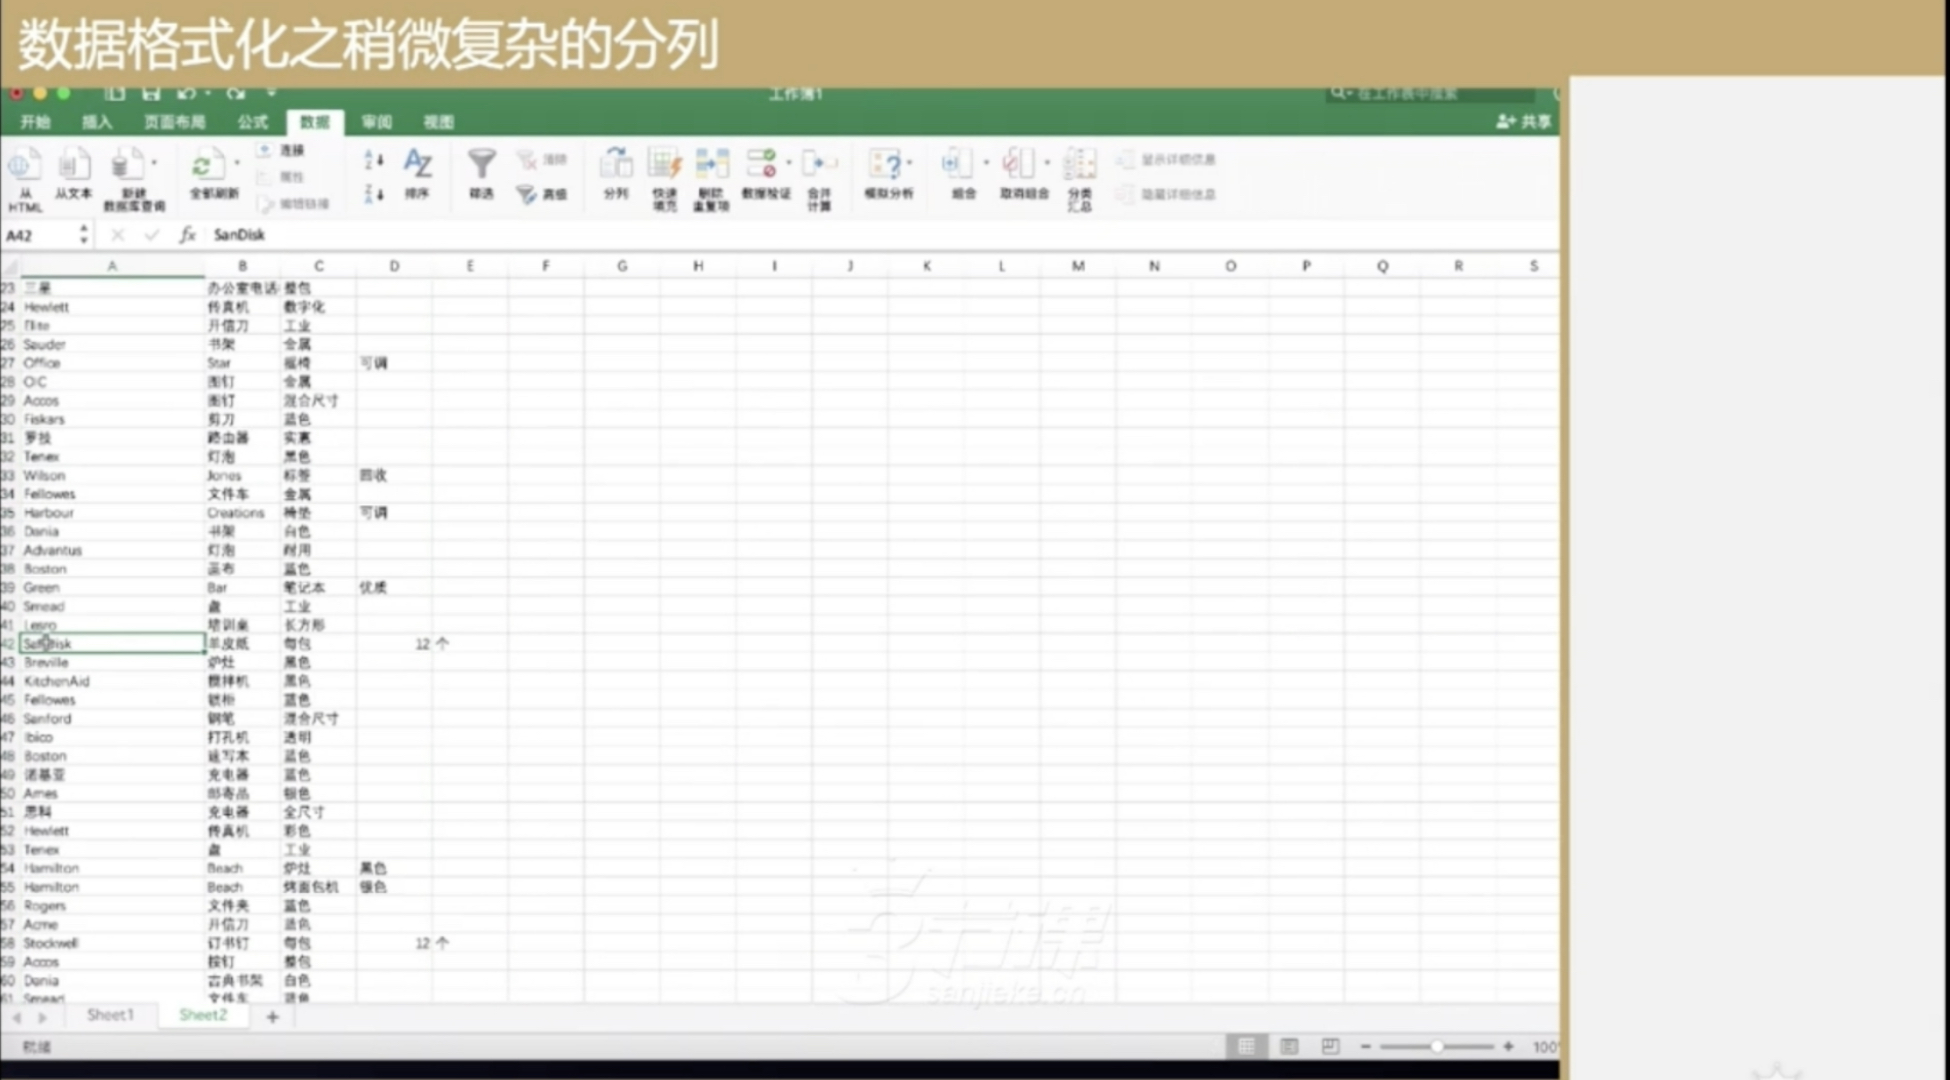 数据格式化之稍微复杂的分列
工作簿1
在工作表中搜索
开始 插入 页面布局 公式 数据 审阅 视图 共享
从 HTML 从文本 新建 数据库查询 全部刷新 连接 属性 编辑链接 排序 筛选 清除 高级 分列 快速填充 删除重复项 数据验证 合并计算 模拟分析 组合 取消组合 分类汇总 显示详细信息 隐藏详细信息
A42 fx SanDisk
A B C D E F G H I J K L M N O P Q R S
23 三星 办公室电话 整包
24 Hewlett 传真机 数字化
25 Elite 开信刀 工业
26 Sauder 书架 金属
27 Office Star 摇椅 可调
28 OIC 图钉 金属
29 Accos 图钉 混合尺寸
30 Fiskars 剪刀 蓝色
31 罗技 路由器 实惠
32 Tenex 灯泡 黑色
33 Wilson Jones 标签 回收
34 Fellowes 文件车 金属
35 Harbour Creations 椅垫 可调
36 Dania 书架 白色
37 Advantus 灯泡 耐用
38 Boston 画布 蓝色
39 Green Bar 笔记本 优质
40 Smead 盘 工业
41 Lesro 培训桌 长方形
42 SanDisk 羊皮纸 每包 12 个
43 Breville 炉灶 黑色
44 KitchenAid 搅拌机 黑色
45 Fellowes 锁柜 蓝色
46 Sanford 钢笔 混合尺寸
47 Ibico 打孔机 透明
48 Boston 速写本 蓝色
49 诺基亚 充电器 蓝色
50 Ames 邮寄品 银色
51 思科 充电器 全尺寸
52 Hewlett 传真机 彩色
53 Tenex 盘 工业
54 Hamilton Beach 炉灶 黑色
55 Hamilton Beach 烤面包机 银色
56 Rogers 文件夹 蓝色
57 Acme 开信刀 蓝色
58 Stockwell 订书钉 每包 12 个
59 Accos 按钉 整包
60 Dania 古典书架 白色
61 Smead 文件车 蓝色
三节课
sanjieke.cn
Sheet1 Sheet2 +
就绪
100